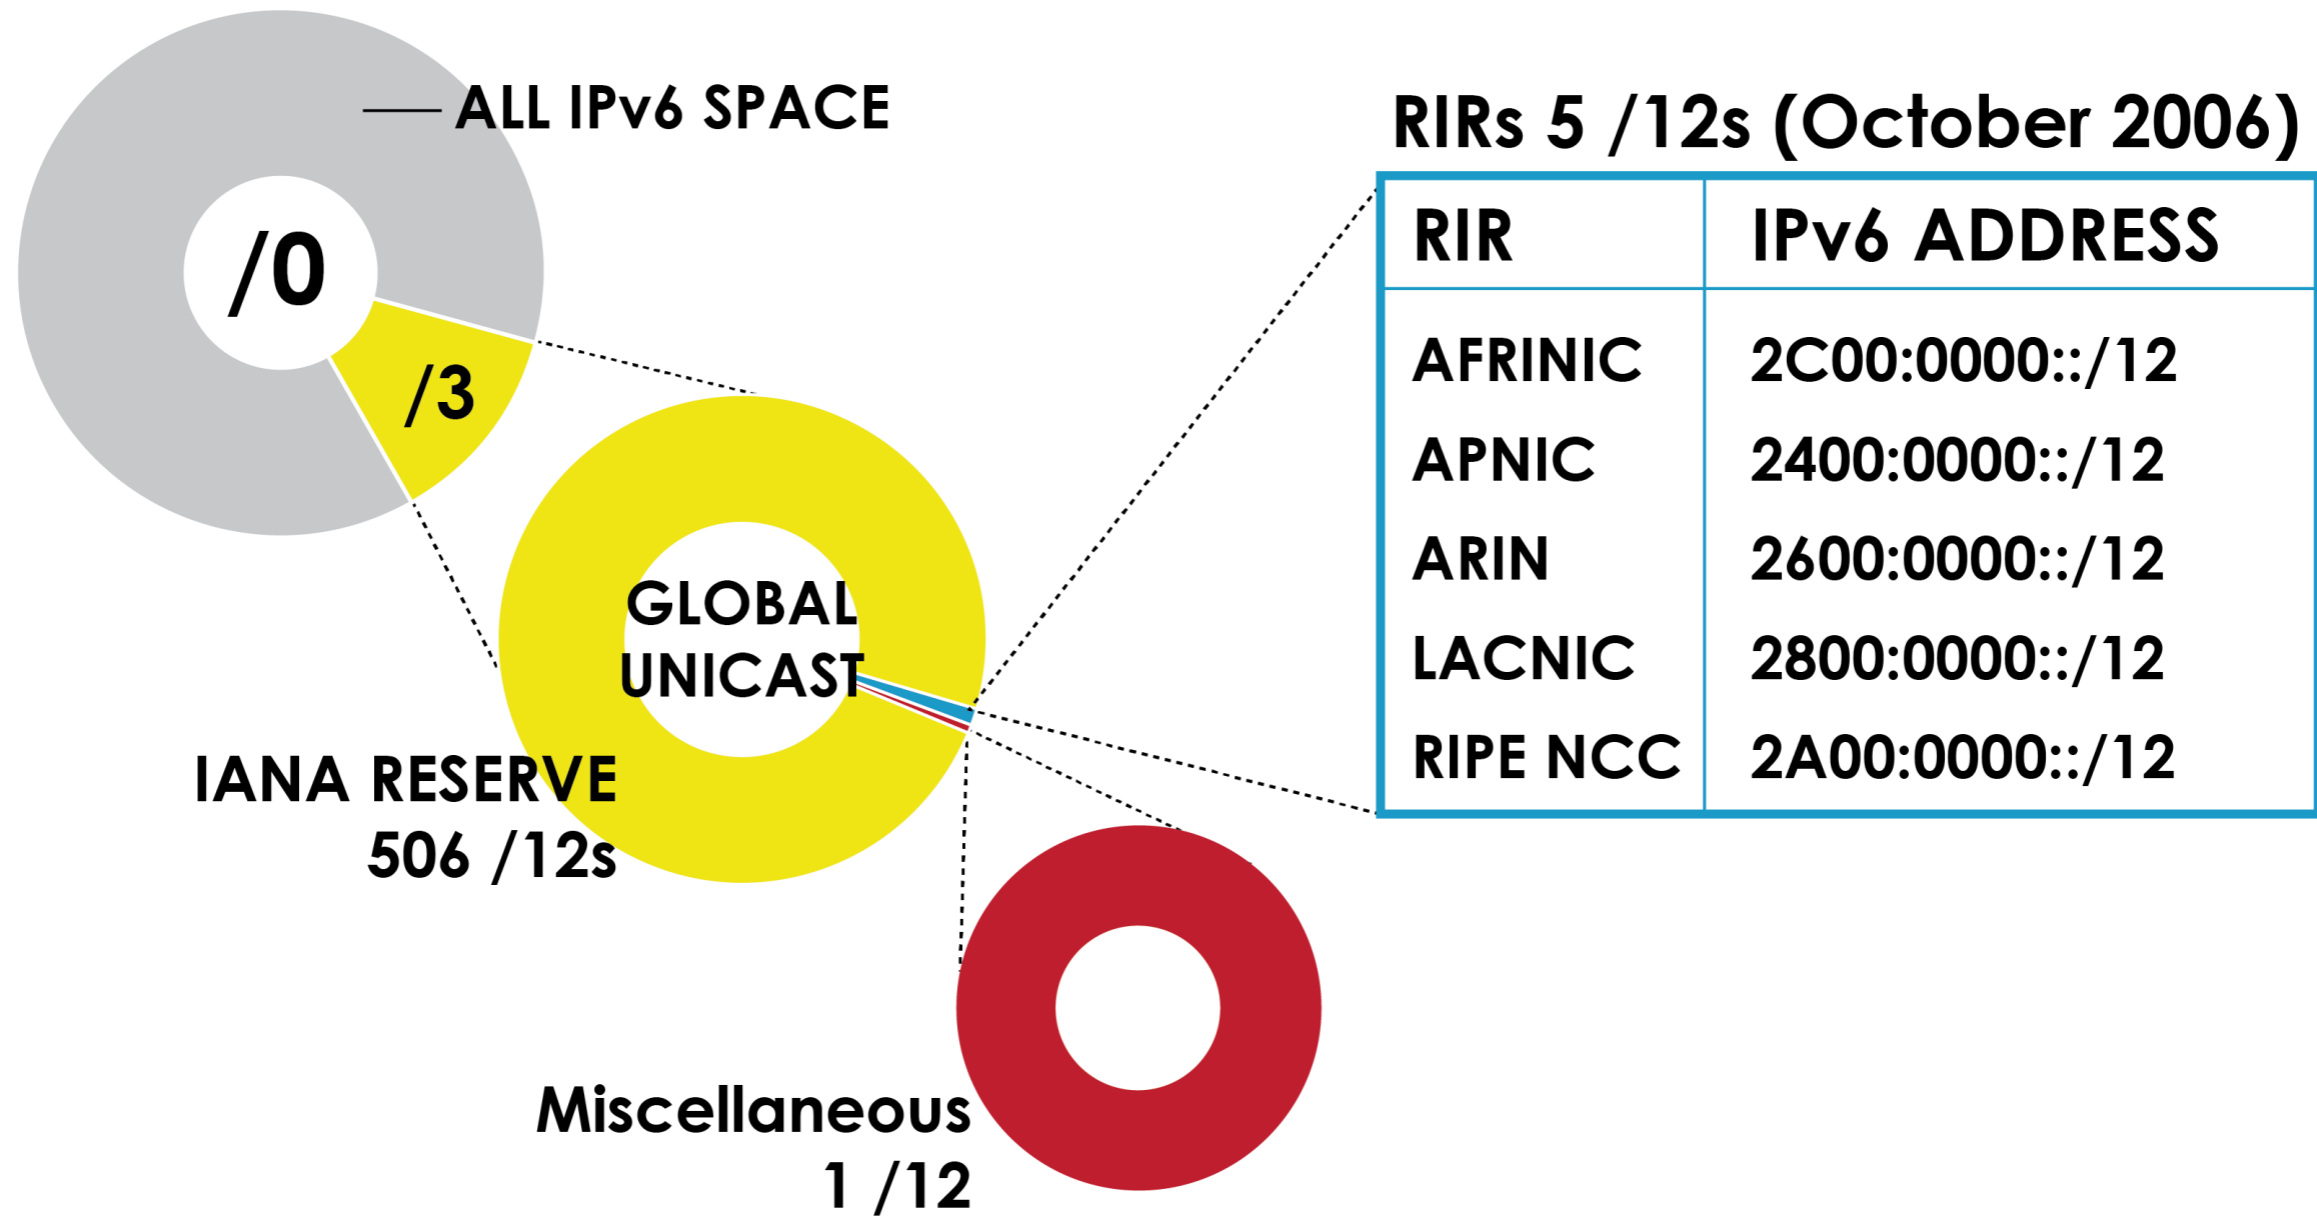 ALL IPv6 SPACE
/0
/3
GLOBAL
UNICAST
IANA RESERVE
506 /12s
Miscellaneous
1 /12
RIRs 5 /12s (October 2006)
RIR IPv6 ADDRESS
AFRINIC 2C00:0000::/12
APNIC 2400:0000::/12
ARIN 2600:0000::/12
LACNIC 2800:0000::/12
RIPE NCC 2A00:0000::/12